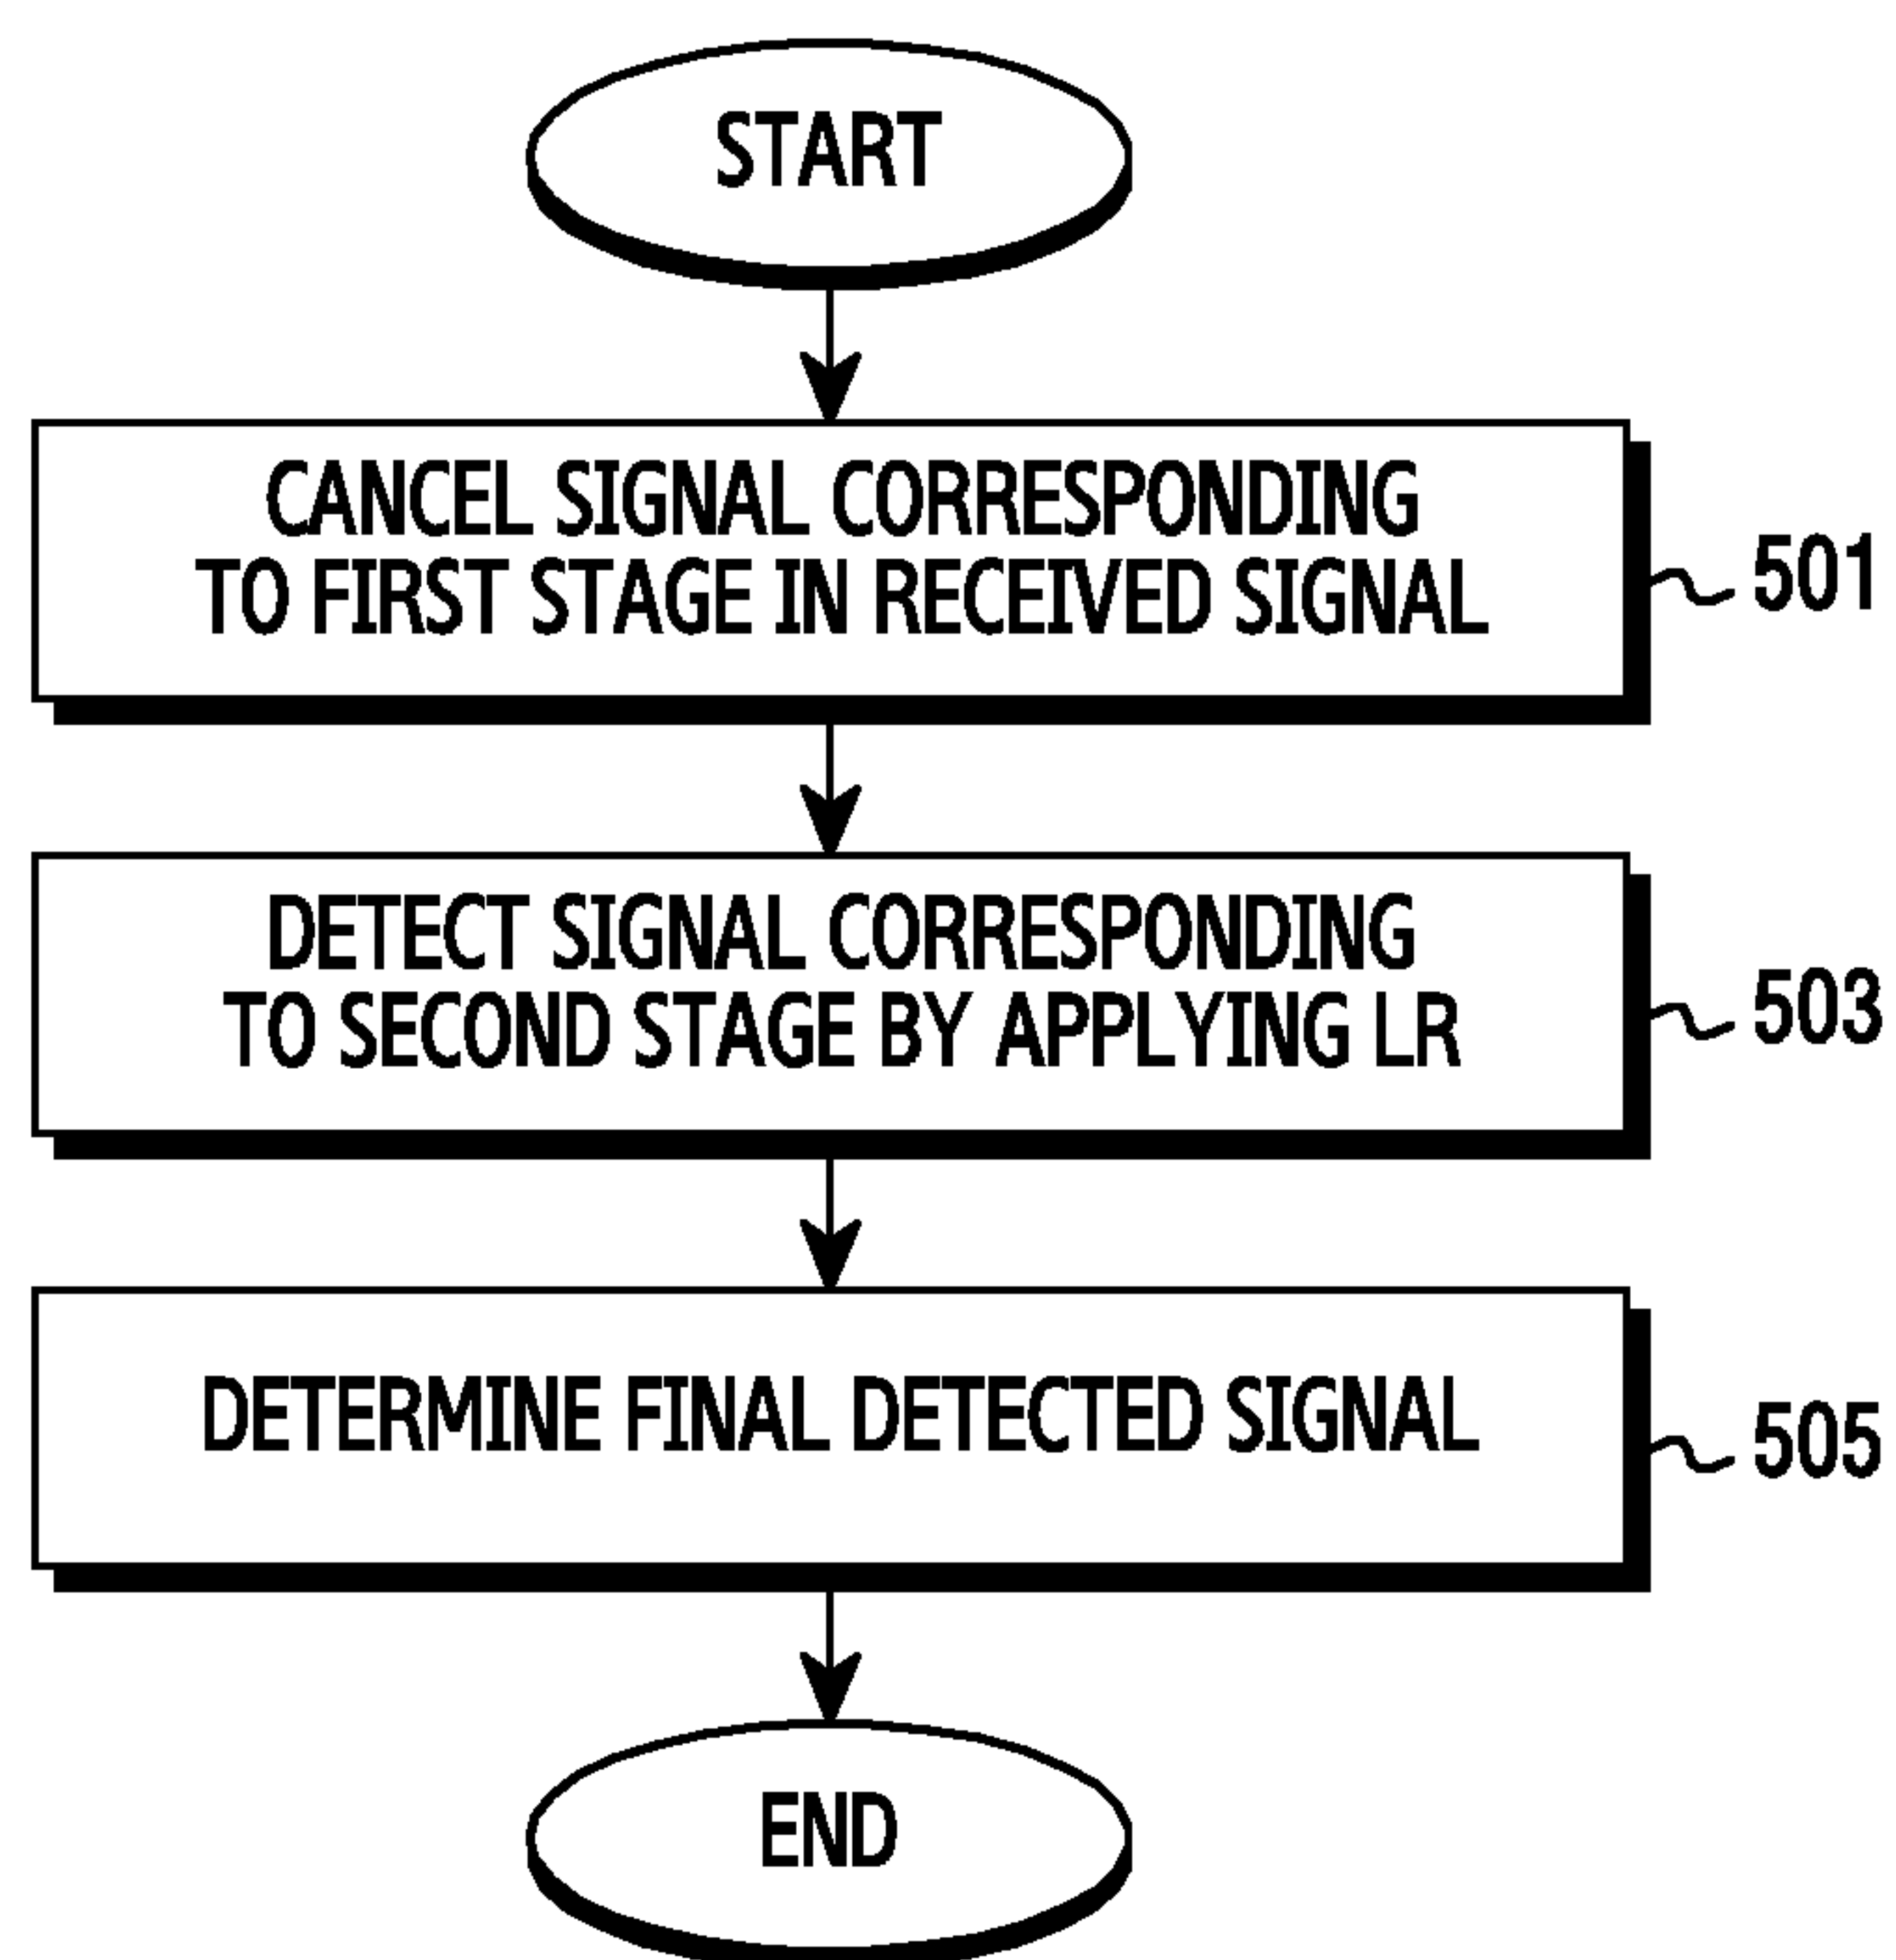 START
CANCEL SIGNAL CORRESPONDING
TO FIRST STAGE IN RECEIVED SIGNAL
501
DETECT SIGNAL CORRESPONDING
TO SECOND STAGE BY APPLYING LR
503
DETERMINE FINAL DETECTED SIGNAL
505
END